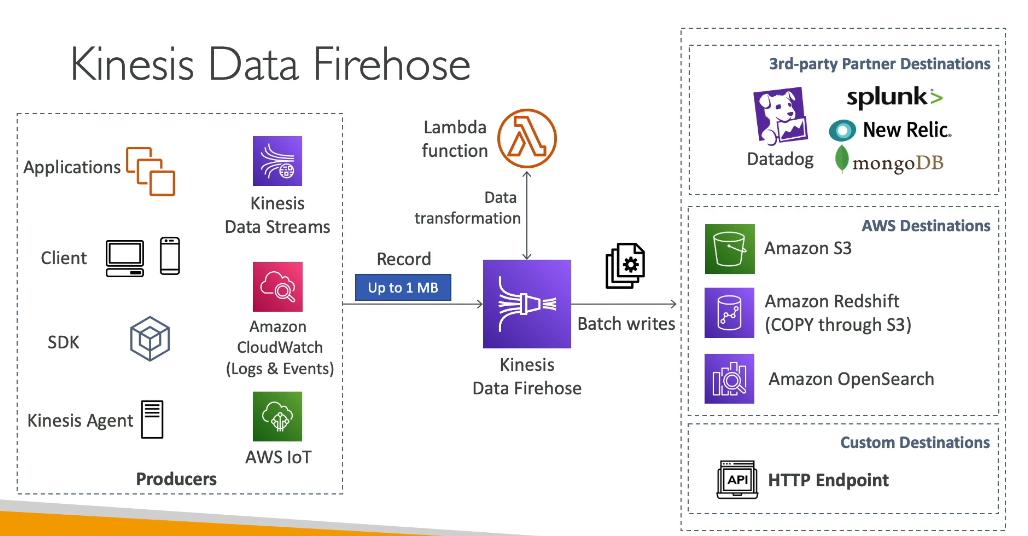 Kinesis Data Firehose
Applications
Client
SDK
Kinesis Agent
Kinesis
Data Streams
Amazon
CloudWatch
(Logs & Events)
AWS IoT
Producers
Record
Up to 1 MB
Lambda
function
Data
transformation
Kinesis
Data Firehose
Batch writes
3rd-party Partner Destinations
Datadog
splunk>
New Relic.
mongoDB
AWS Destinations
Amazon S3
Amazon Redshift
(COPY through S3)
Amazon OpenSearch
Custom Destinations
API
HTTP Endpoint